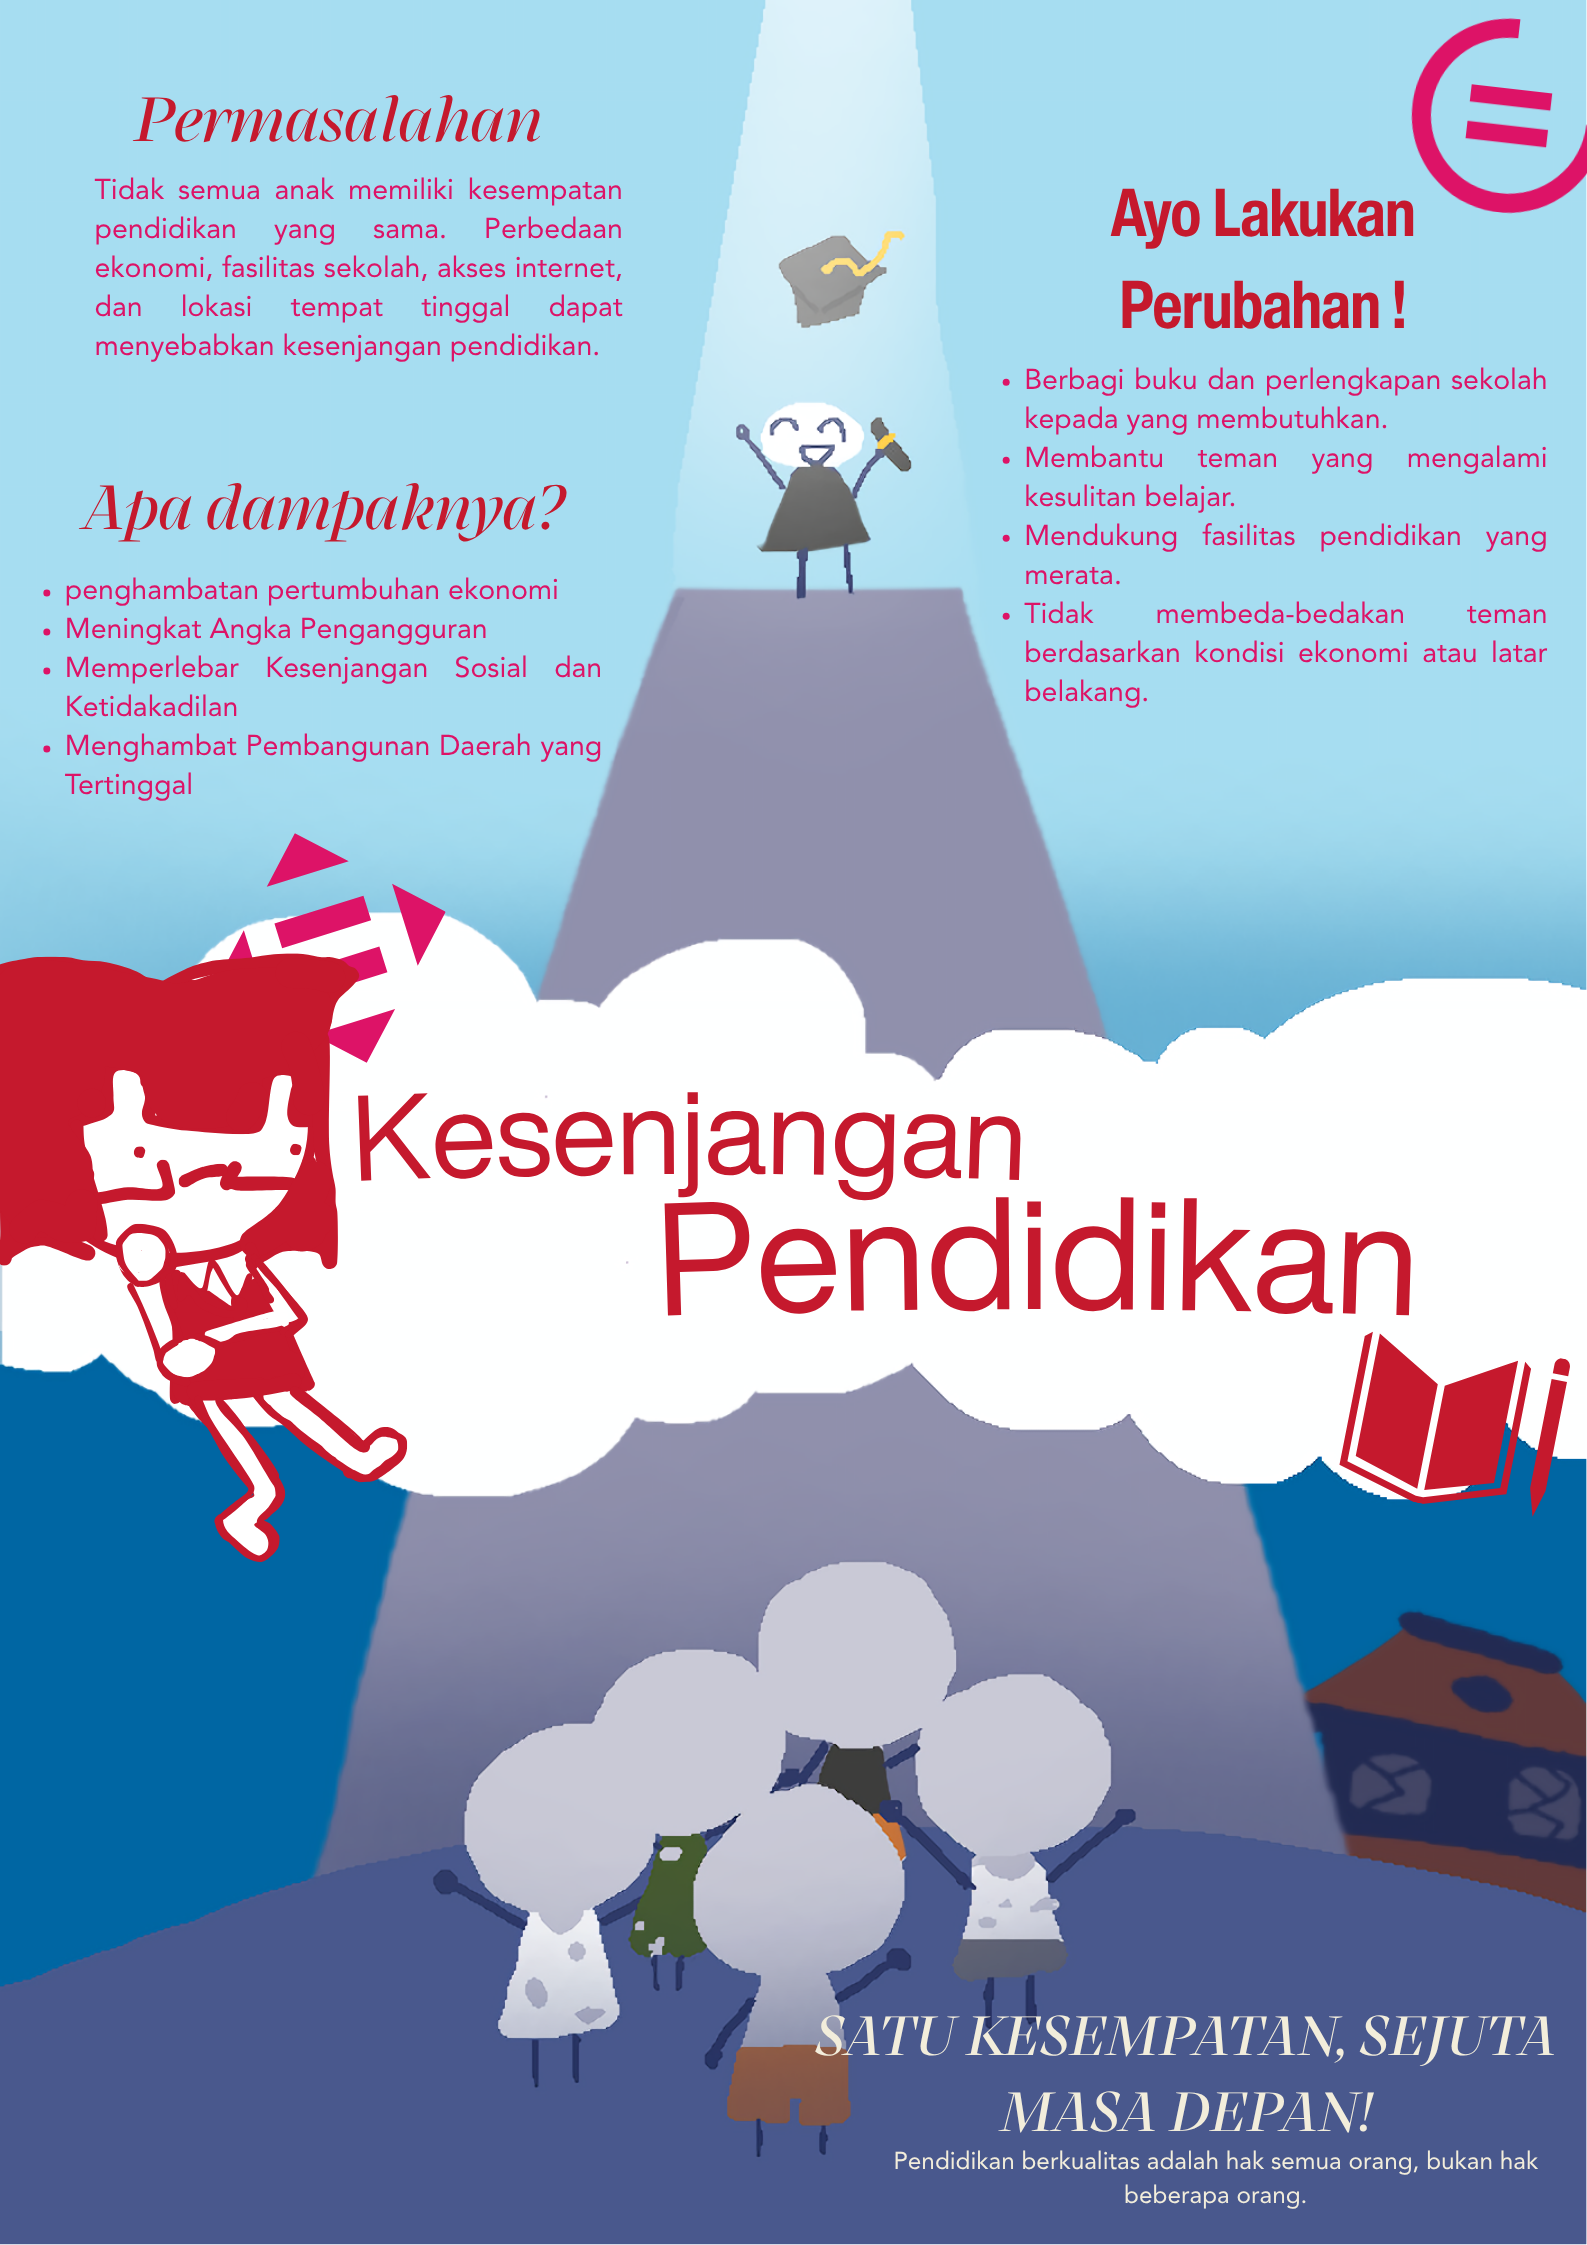 Permasalahan
Tidak semua anak memiliki kesempatan
pendidikan yang sama. Perbedaan
ekonomi, fasilitas sekolah, akses internet,
dan lokasi tempat tinggal dapat
menyebabkan kesenjangan pendidikan.
Apa dampaknya?
• penghambatan pertumbuhan ekonomi
• Meningkat Angka Pengangguran
• Memperlebar Kesenjangan Sosial dan
Ketidakadilan
• Menghambat Pembangunan Daerah yang
Tertinggal
Ayo Lakukan
Perubahan !
• Berbagi buku dan perlengkapan sekolah
kepada yang membutuhkan.
• Membantu teman yang mengalami
kesulitan belajar.
• Mendukung fasilitas pendidikan yang
merata.
• Tidak membeda-bedakan teman
berdasarkan kondisi ekonomi atau latar
belakang.
Kesenjangan
Pendidikan
SATU KESEMPATAN, SEJUTA
MASA DEPAN!
Pendidikan berkualitas adalah hak semua orang, bukan hak
beberapa orang.